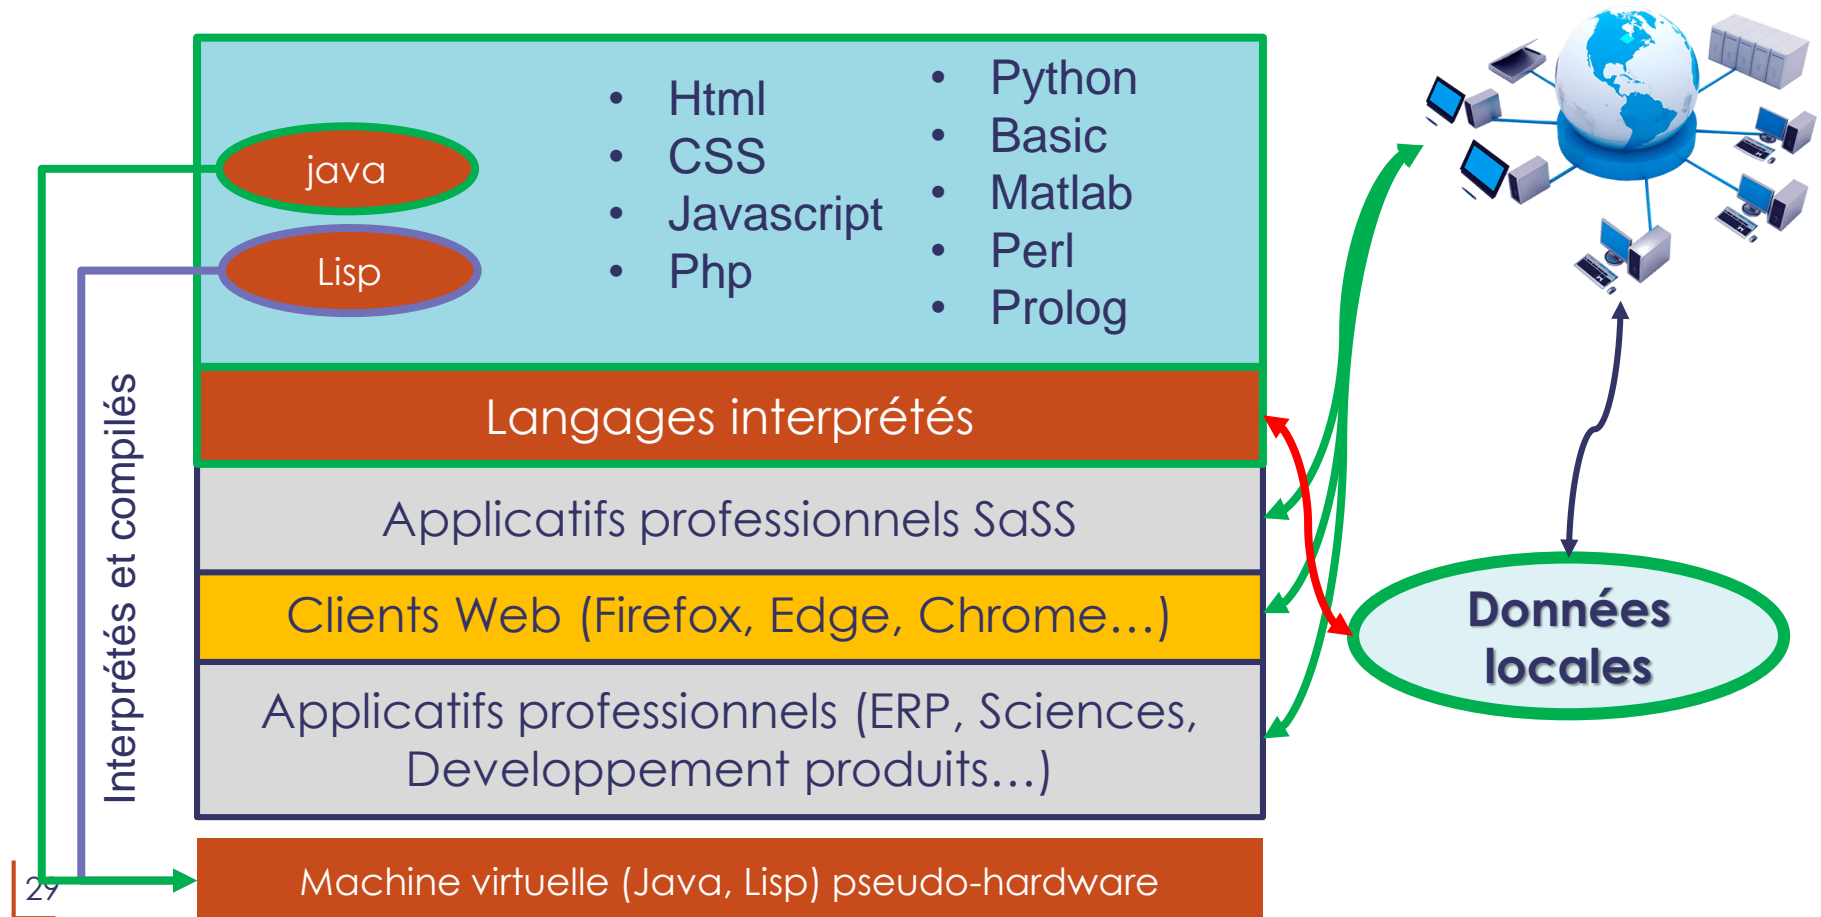 java
Lisp
• Html
• CSS
• Javascript
• Php
• Python
• Basic
• Matlab
• Perl
• Prolog
Langages interprétés
Applicatifs professionnels SaSS
Clients Web (Firefox, Edge, Chrome…)
Applicatifs professionnels (ERP, Sciences,
Developpement produits…)
Machine virtuelle (Java, Lisp) pseudo-hardware
Interprétés et compilés
Données
locales
29